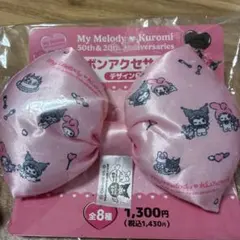 My Melody ♥ Kuromi
50th & 20th Anniversaries
ボンアクセサ
デザイン
全8種
1,300円
(税込1,430円)